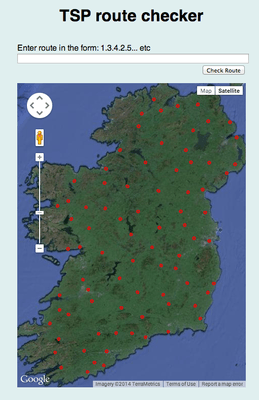 TSP route checker
Enter route in the form: 1.3.4.2.5... etc
Check Route
Map Satellite
Google
Imagery ©2014 TerraMetrics Terms of Use Report a map error